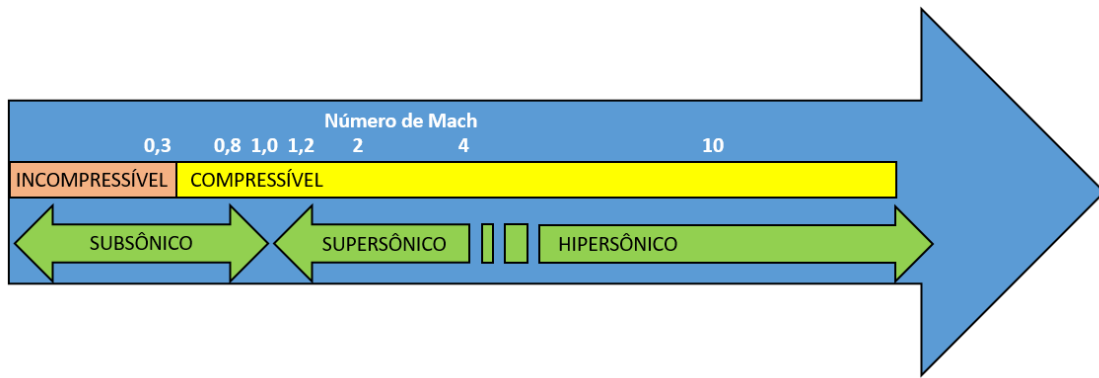 Número de Mach
0,3 0,8 1,0 1,2 2 4 10
INCOMPRESSÍVEL COMPRESSÍVEL
SUBSÔNICO SUPERSÔNICO HIPERSÔNICO